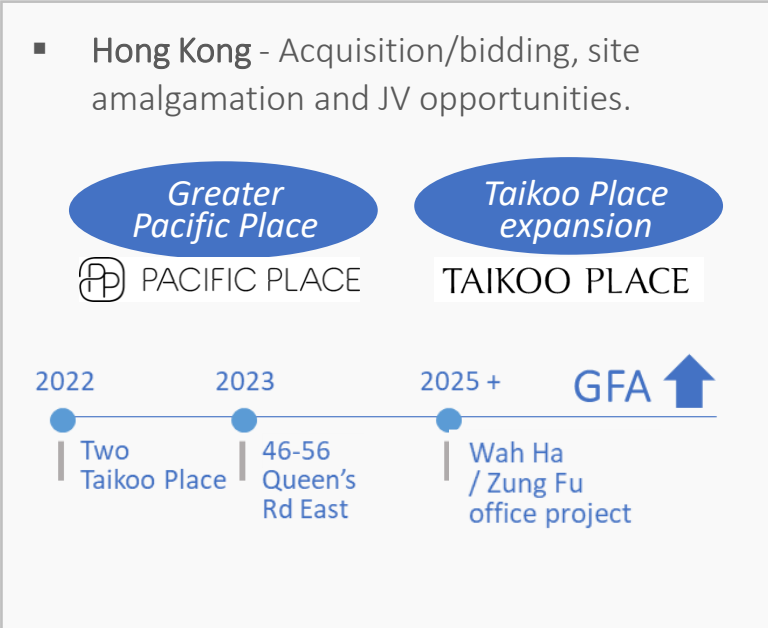 ▪ Hong Kong - Acquisition/bidding, site
amalgamation and JV opportunities.
Greater
Pacific Place
Taikoo Place
expansion
PP PACIFIC PLACE
TAIKOO PLACE
2022
2023
2025 +
GFA
Two
Taikoo Place
46-56
Queen's
Rd East
Wah Ha
/ Zung Fu
office project